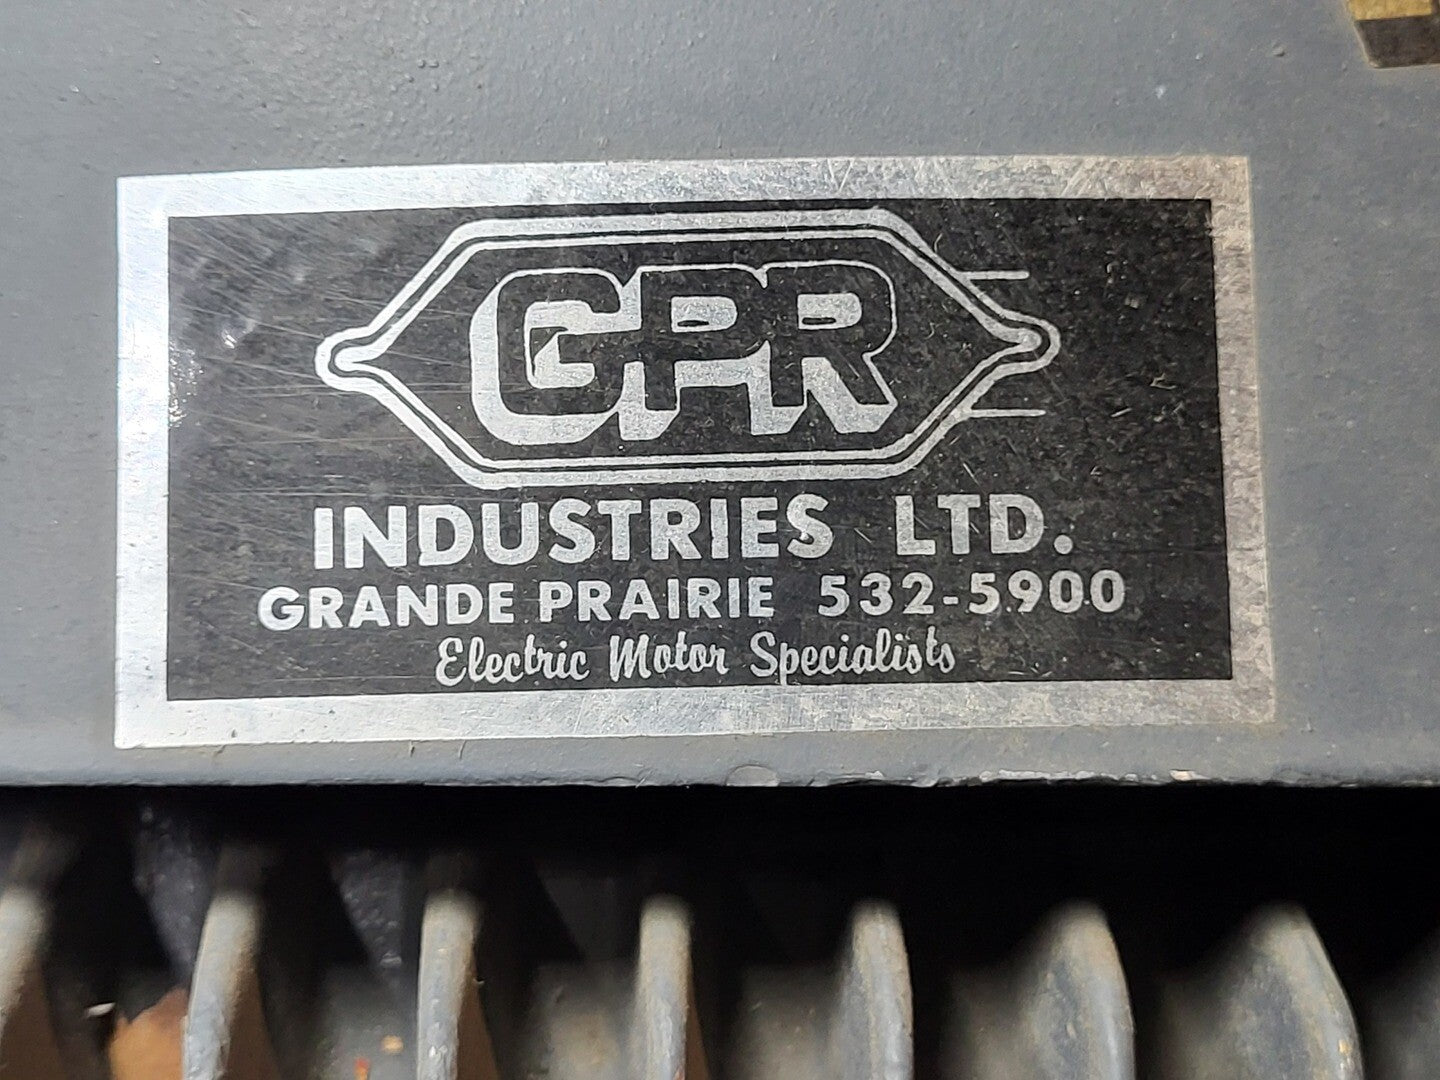 GPR
INDUSTRIES LTD.
GRANDE PRAIRIE 532-5900
Electric Motor Specialists